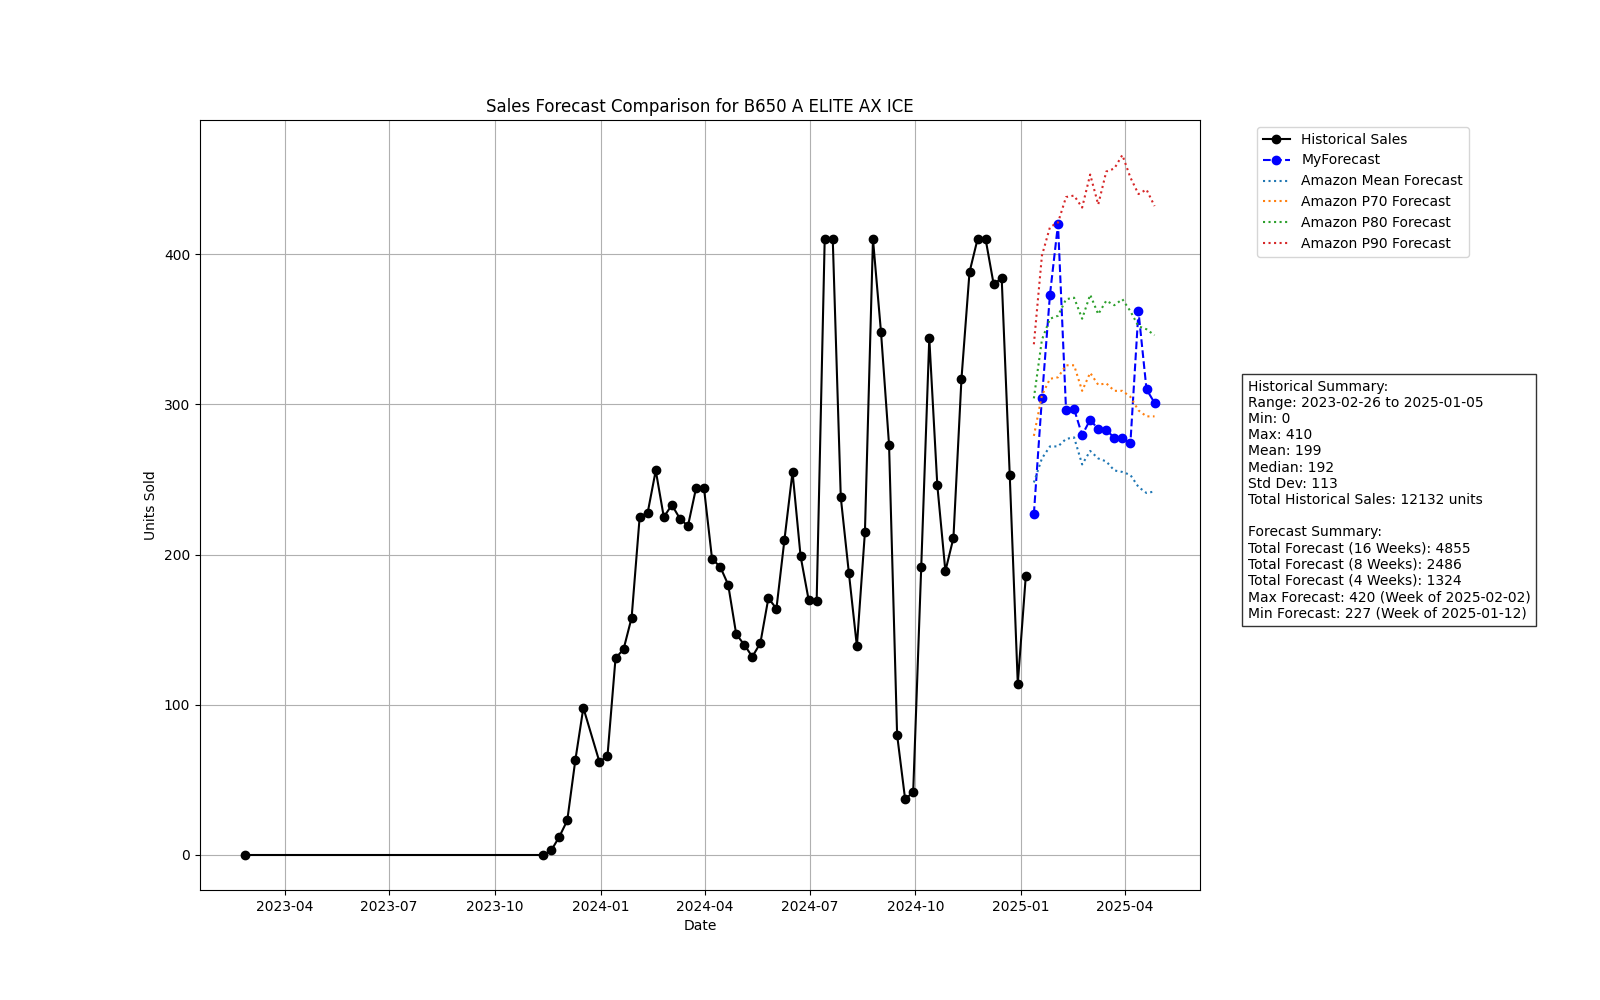 Sales Forecast Comparison for B650 A ELITE AX ICE
Units Sold
400
300
200
100
0
2023-04
2023-07
2023-10
2024-01
2024-04
2024-07
2024-10
2025-01
2025-04
Date
Historical Sales
MyForecast
Amazon Mean Forecast
Amazon P70 Forecast
Amazon P80 Forecast
Amazon P90 Forecast
Historical Summary:
Range: 2023-02-26 to 2025-01-05
Min: 0
Max: 410
Mean: 199
Median: 192
Std Dev: 113
Total Historical Sales: 12132 units
Forecast Summary:
Total Forecast (16 Weeks): 4855
Total Forecast (8 Weeks): 2486
Total Forecast (4 Weeks): 1324
Max Forecast: 420 (Week of 2025-02-02)
Min Forecast: 227 (Week of 2025-01-12)